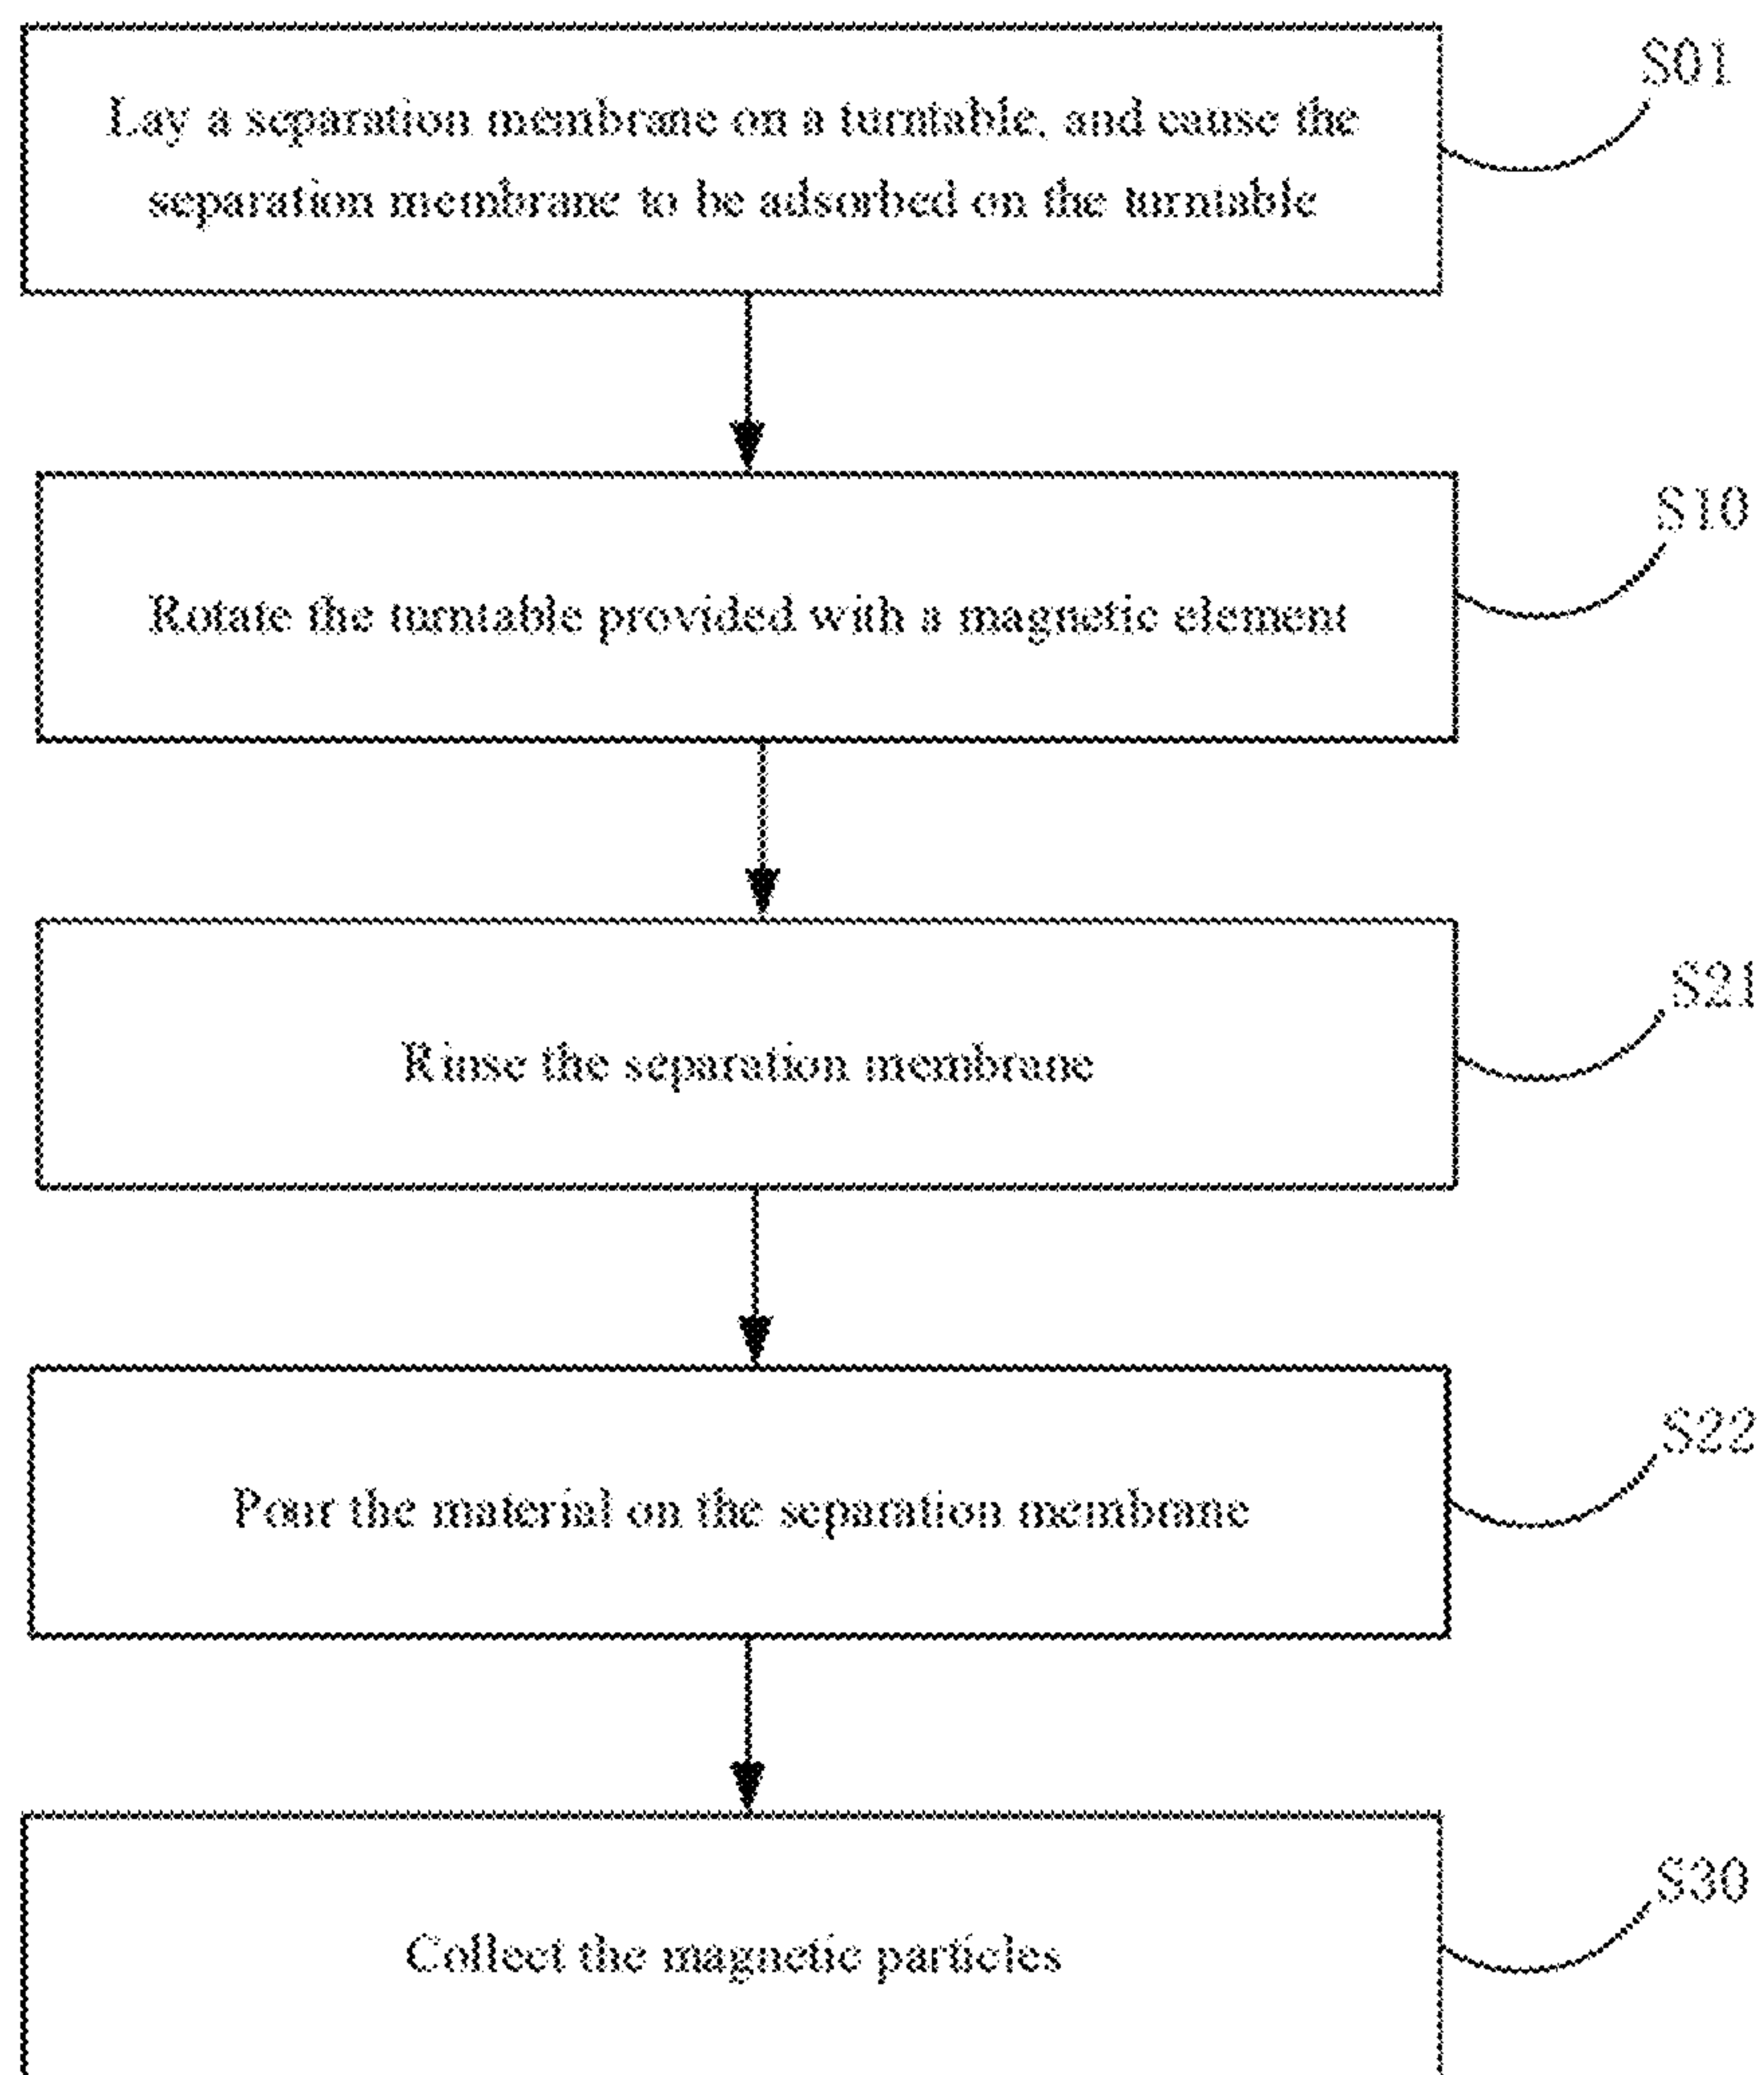 S01
Lay a separation membrane on a turntable, and cause the
separation membrane to be adsorbed on the turntable
S10
Rotate the turntable provided with a magnetic element
S21
Rinse the separation membrane
S22
Pour the material on the separation membrane
S30
Collect the magnetic particles